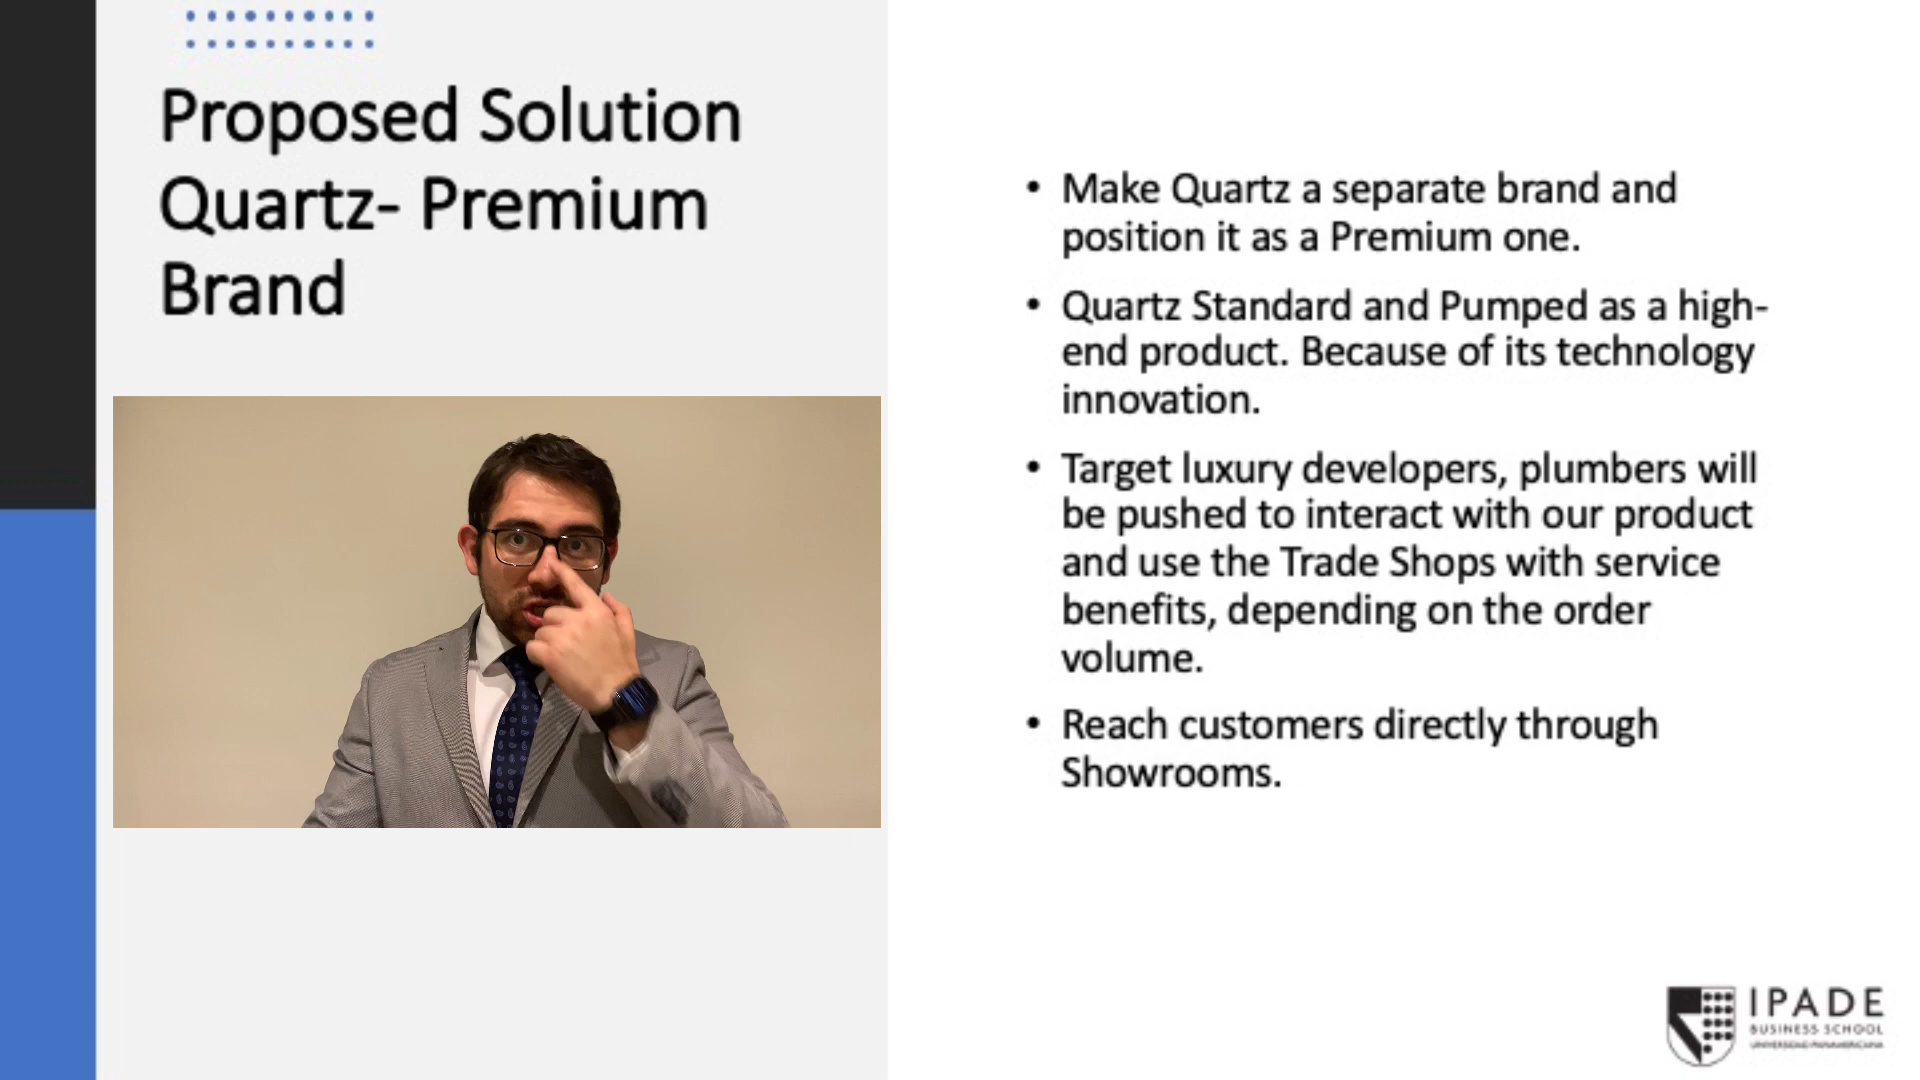 Proposed Solution
Quartz- Premium
Brand
• Make Quartz a separate brand and
position it as a Premium one.
• Quartz Standard and Pumped as a high-
end product. Because of its technology
innovation.
• Target luxury developers, plumbers will
be pushed to interact with our product
and use the Trade Shops with service
benefits, depending on the order
volume.
• Reach customers directly through
Showrooms.
IPADE
BUSINESS SCHOOL
UNIVERSIDAD PANAMERICANA